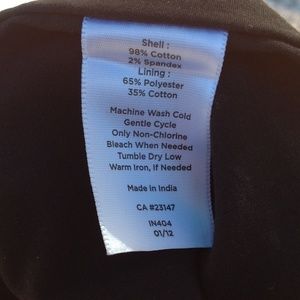 Shell :
98% Cotton
2% Spandex
Lining :
65% Polyester
35% Cotton
Machine Wash Cold
Gentle Cycle
Only Non-Chlorine
Bleach When Needed
Tumble Dry Low
Warm Iron, If Needed
Made in India
CA #23147
IN404
01/12